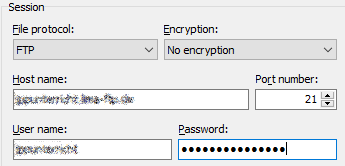 Session
File protocol: Encryption:
FTP No encryption
Host name: Port number:
21
User name: Password:
●●●●●●●●●●●●●●●